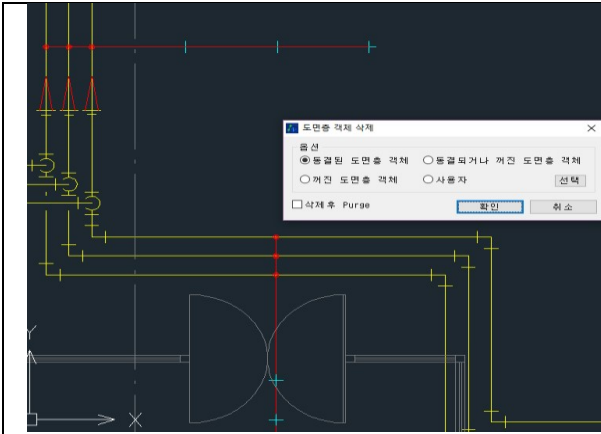 도면층 객체 삭제
옵션
동결된 도면층 객체
동결되거나 꺼진 도면층 객체
꺼진 도면층 객체
사용자
선택
삭제후 Purge
확인
취소
Y
X